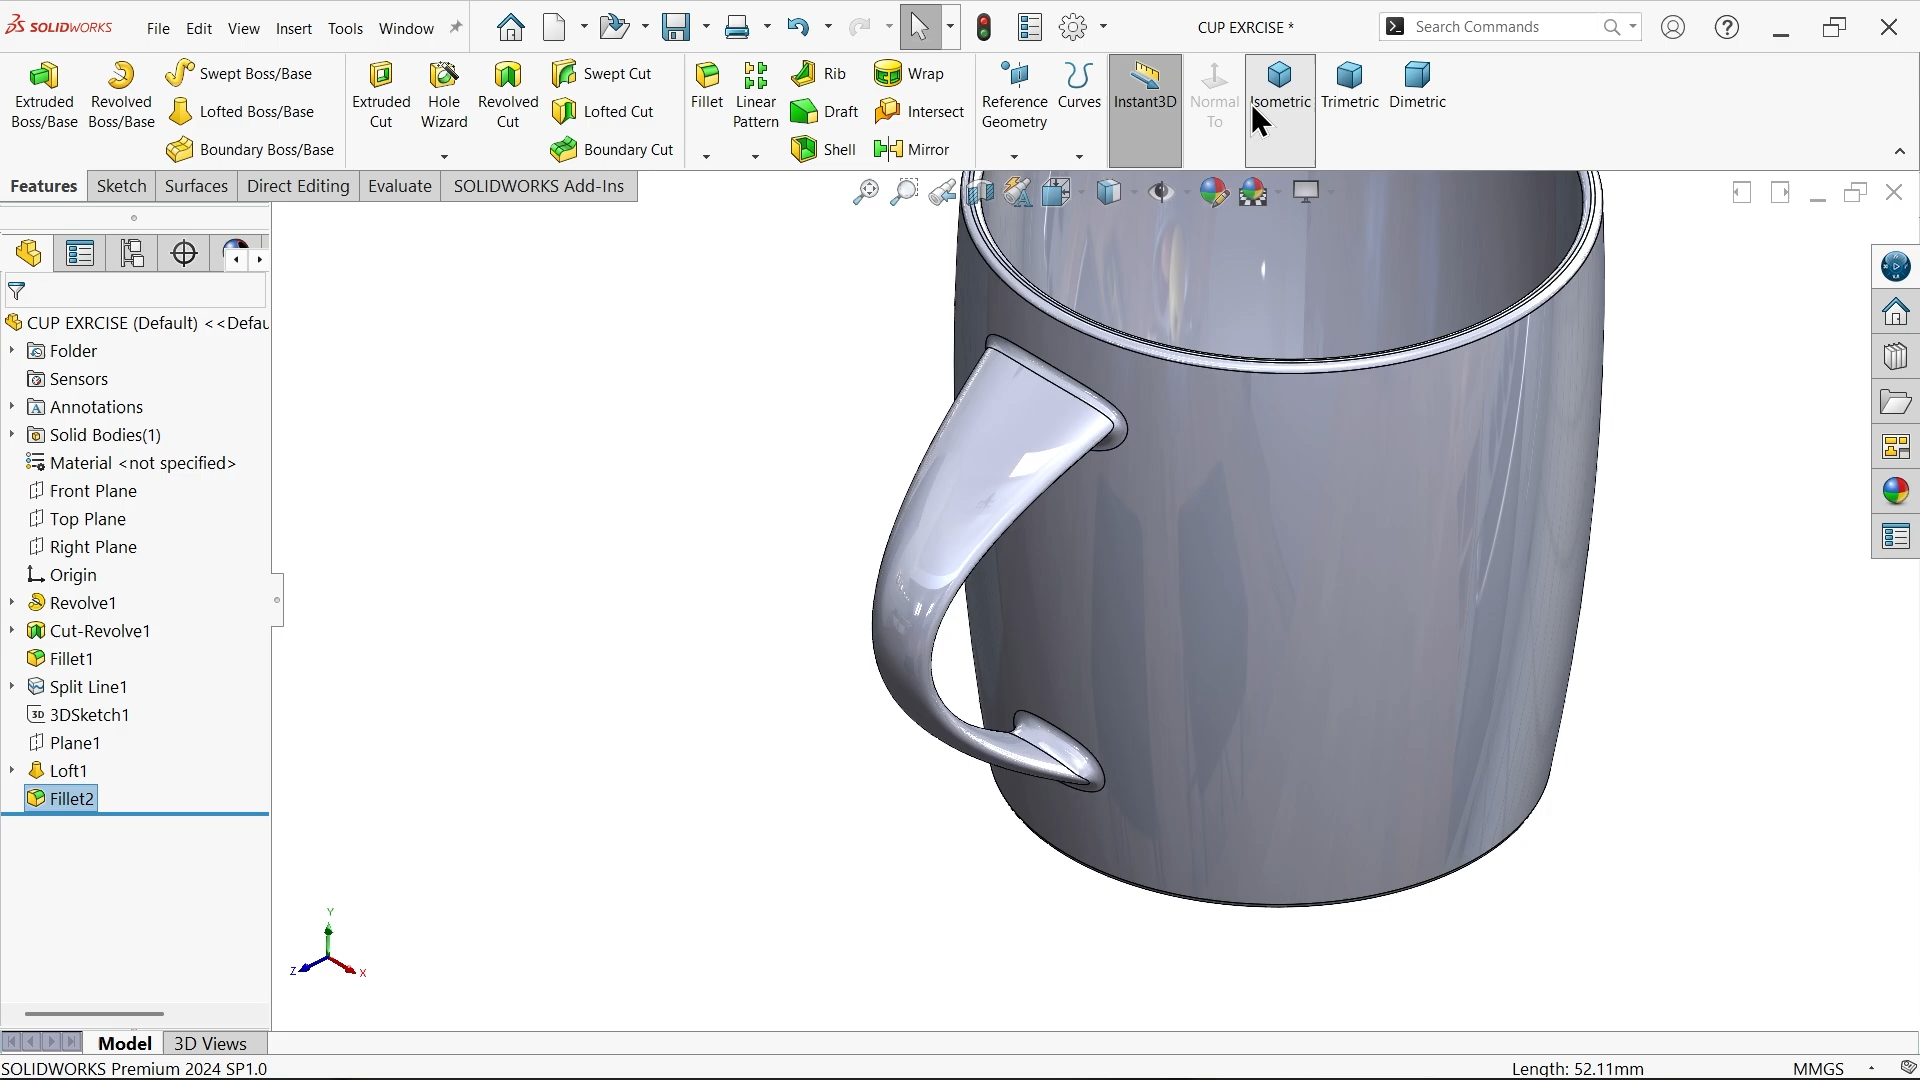 SOLIDWORKS File Edit View Insert Tools Window CUP EXRCISE * Search Commands
Extruded Boss/Base
Revolved Boss/Base
Swept Boss/Base
Lofted Boss/Base
Boundary Boss/Base
Extruded Cut
Hole Wizard
Revolved Cut
Swept Cut
Lofted Cut
Boundary Cut
Fillet
Linear Pattern
Rib
Draft
Shell
Wrap
Intersect
Mirror
Reference Geometry
Curves
Instant3D
Normal To
Isometric
Trimetric
Dimetric
Features Sketch Surfaces Direct Editing Evaluate SOLIDWORKS Add-Ins
CUP EXRCISE (Default) <<Defau
Folder
Sensors
Annotations
Solid Bodies(1)
Material <not specified>
Front Plane
Top Plane
Right Plane
Origin
Revolve1
Cut-Revolve1
Fillet1
Split Line1
3D 3DSketch1
Plane1
Loft1
Fillet2
Y
Z
X
Model 3D Views
SOLIDWORKS Premium 2024 SP1.0 Length: 52.11mm MMGS